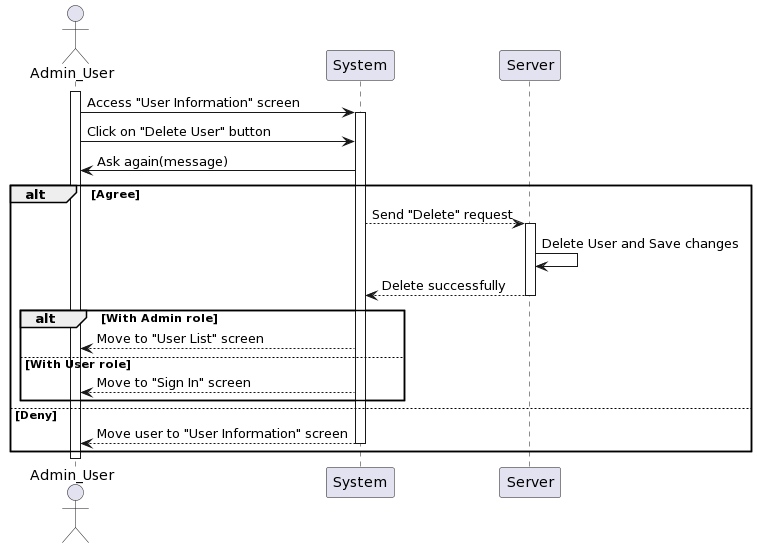 Admin_User
System
Server
Access "User Information" screen
Click on "Delete User" button
Ask again(message)
alt [Agree]
Send "Delete" request
Delete User and Save changes
Delete successfully
alt [With Admin role]
Move to "User List" screen
[With User role]
Move to "Sign In" screen
[Deny]
Move user to "User Information" screen
Admin_User
System
Server